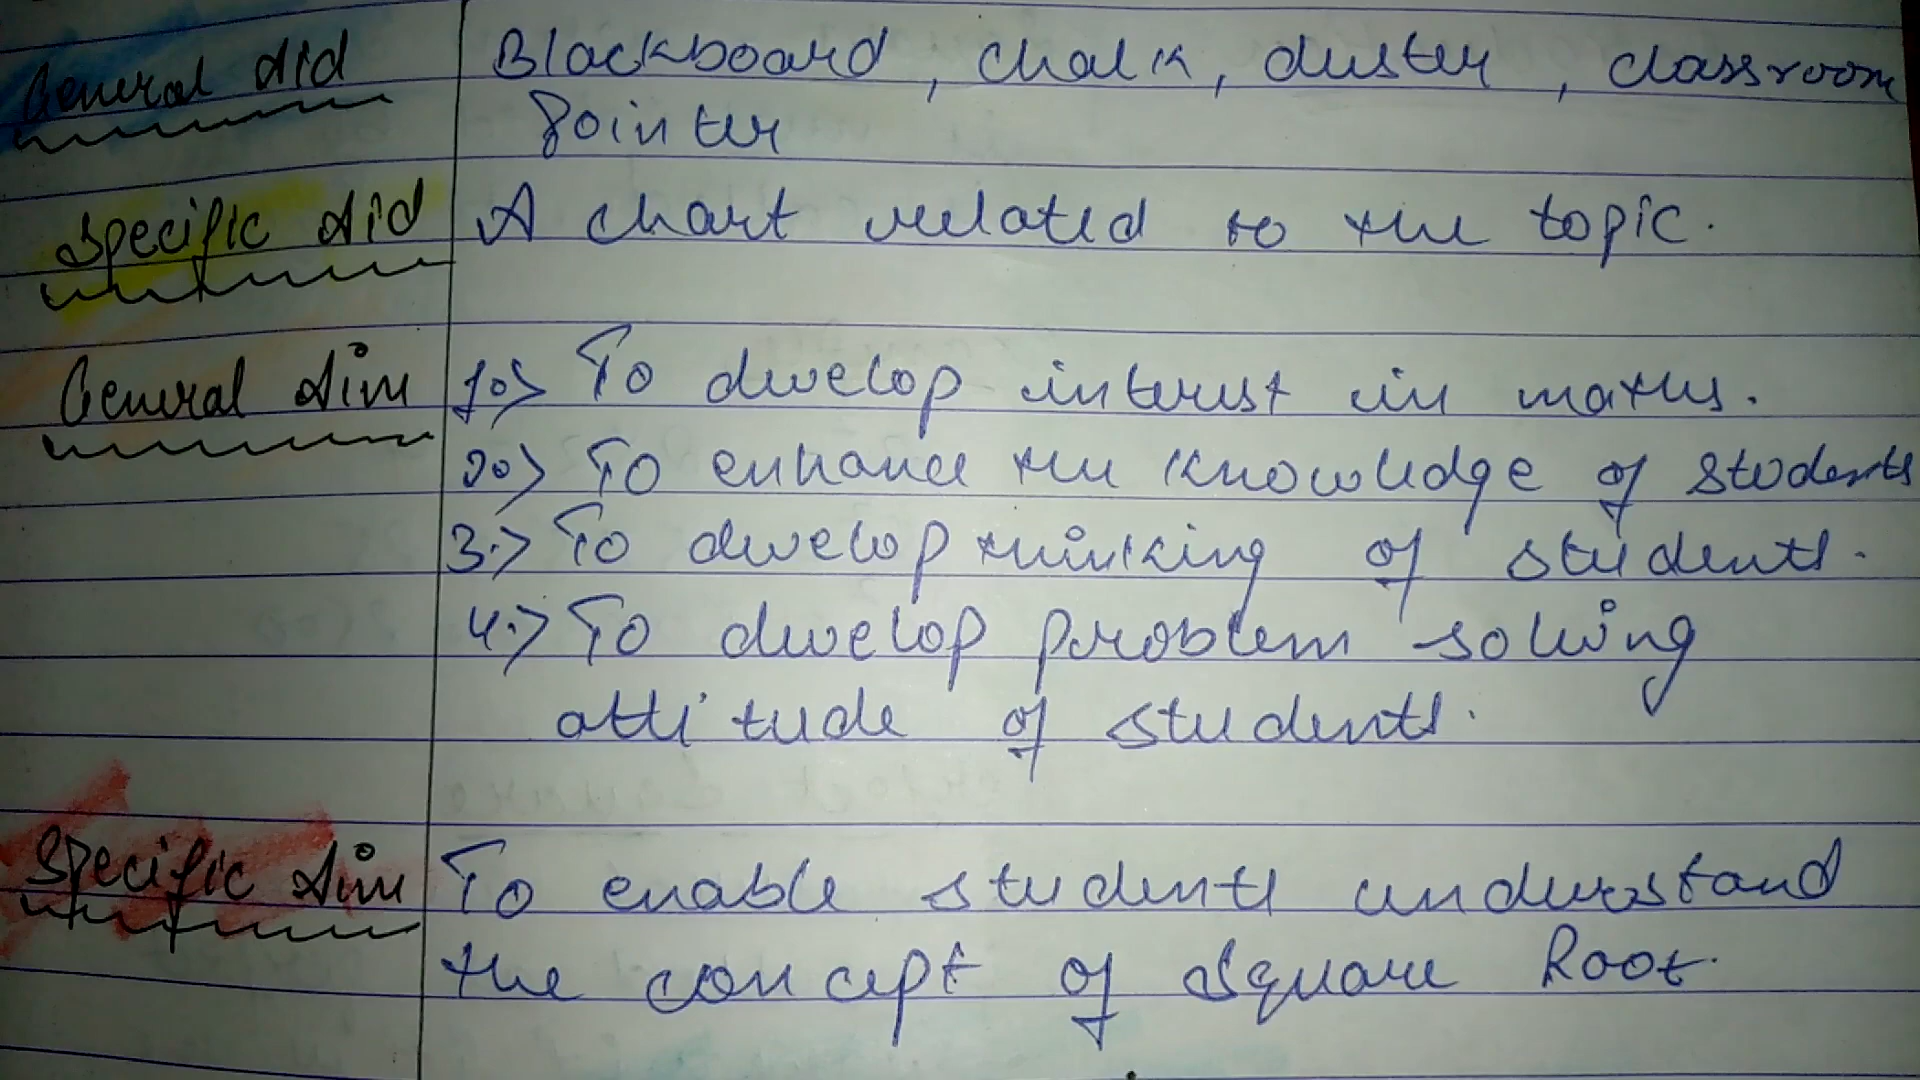 General Aid Blackboard, chalk, duster, classroom
Pointer
Specific Aid A chart related to the topic.
General Aim 1.> To develop interest in maths.
2.> To enhance the knowledge of students
3.> To develop thinking of students.
4.> To develop problem solving
attitude of students.
Specific Aim To enable students understand
the concept of Square Root.